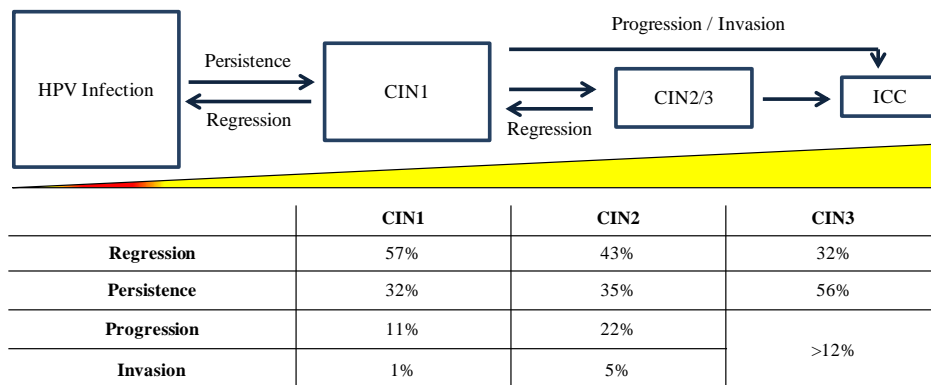 Progression / Invasion
HPV Infection
Persistence
Regression
CIN1
Regression
CIN2/3
ICC
CIN1 CIN2 CIN3
Regression 57% 43% 32%
Persistence 32% 35% 56%
Progression 11% 22%
>12%
Invasion 1% 5%